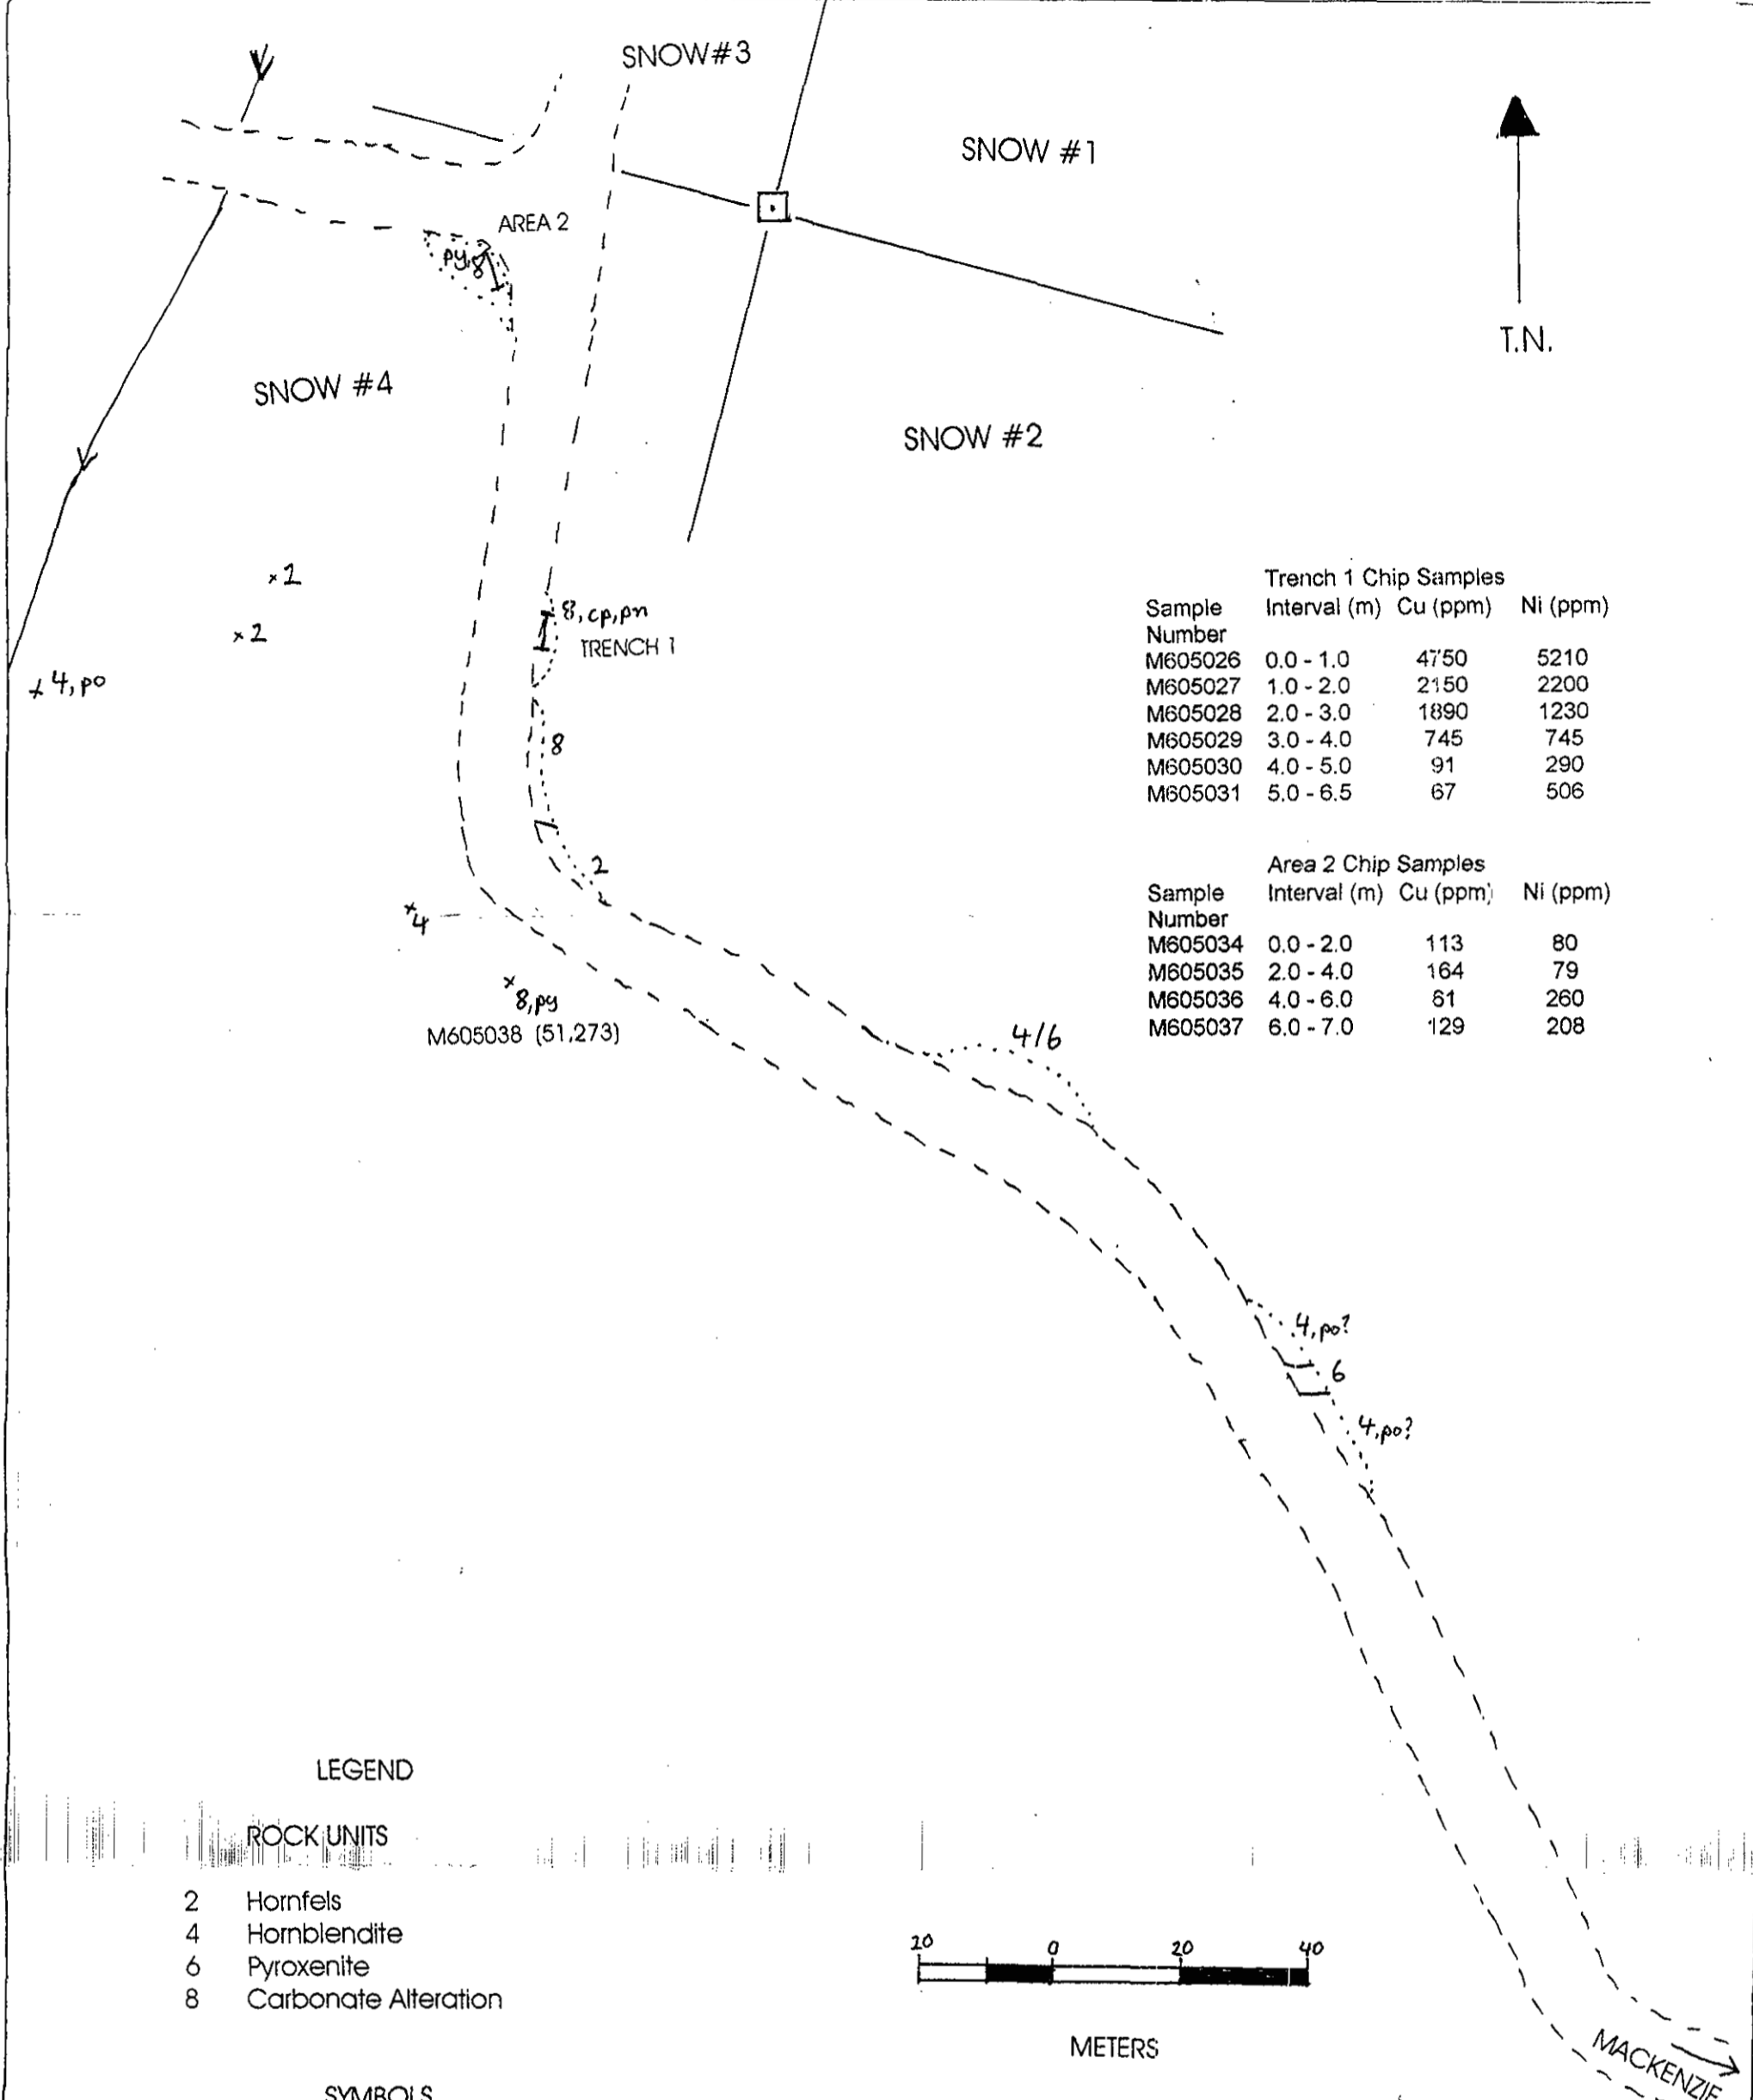 SNOW#3
SNOW #1
T.N.
AREA 2
py,8
SNOW #4
SNOW #2
x2
x2
x 4, po
8, cp, pn
TRENCH 1
8
2
x4
x 8, py
M605038 (51,273)
Trench 1 Chip Samples
Sample Interval (m) Cu (ppm) Ni (ppm)
Number
M605026 0.0 - 1.0 4750 5210
M605027 1.0 - 2.0 2150 2200
M605028 2.0 - 3.0 1890 1230
M605029 3.0 - 4.0 745 745
M605030 4.0 - 5.0 91 290
M605031 5.0 - 6.5 67 506
Area 2 Chip Samples
Sample Interval (m) Cu (ppm) Ni (ppm)
Number
M605034 0.0 - 2.0 113 80
M605035 2.0 - 4.0 164 79
M605036 4.0 - 6.0 260
M605037 6.0 - 7.0 129 208
4/6
4, po?
6
4, po?
LEGEND
ROCK UNITS
2 Hornfels
4 Hornblendite
6 Pyroxenite
8 Carbonate Alteration
20 0 20 40
METERS
MACKENZIE
SYMBOLS